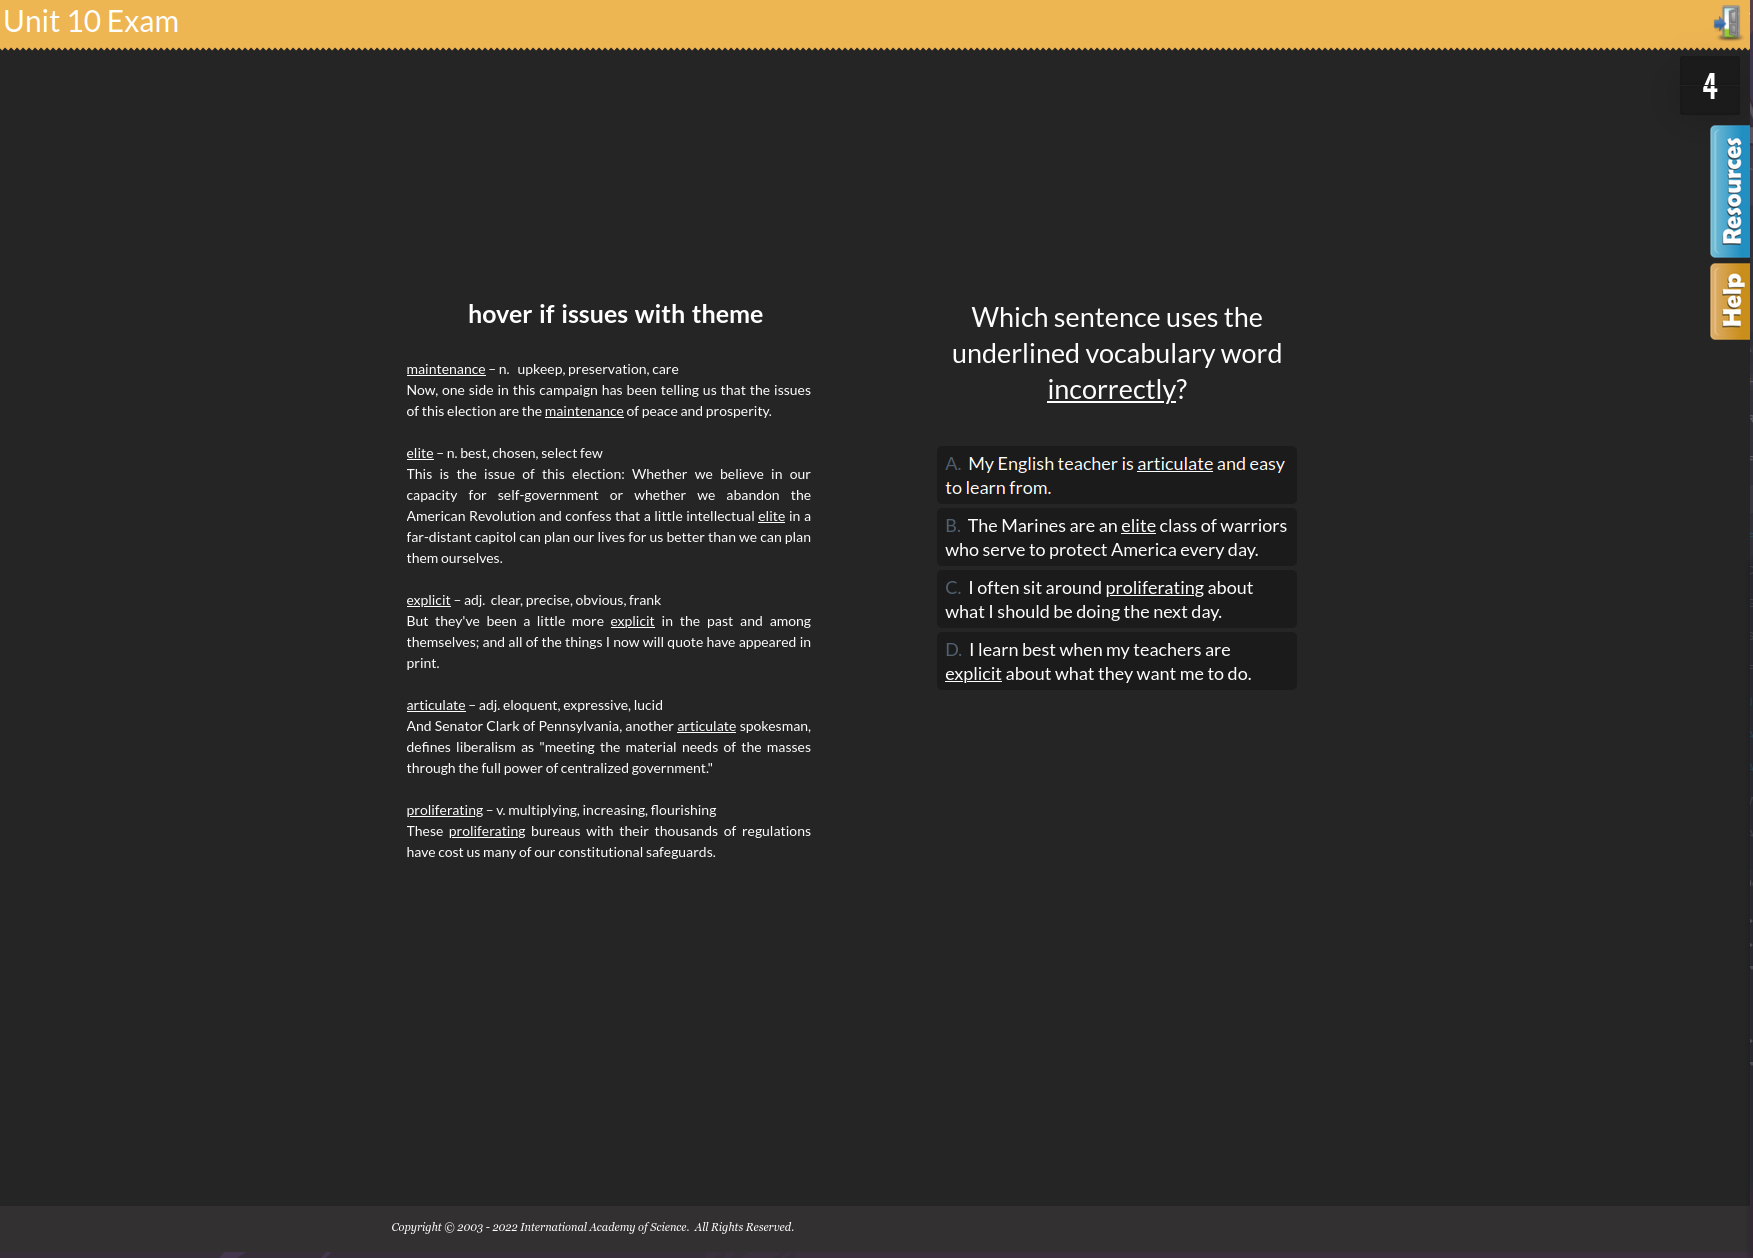 Unit 10 Exam
4
Resources
Help
hover if issues with theme
maintenance – n. upkeep, preservation, care
Now, one side in this campaign has been telling us that the issues
of this election are the maintenance of peace and prosperity.
elite – n. best, chosen, select few
This is the issue of this election: Whether we believe in our
capacity for self-government or whether we abandon the
American Revolution and confess that a little intellectual elite in a
far-distant capitol can plan our lives for us better than we can plan
them ourselves.
explicit – adj. clear, precise, obvious, frank
But they've been a little more explicit in the past and among
themselves; and all of the things I now will quote have appeared in
print.
articulate – adj. eloquent, expressive, lucid
And Senator Clark of Pennsylvania, another articulate spokesman,
defines liberalism as "meeting the material needs of the masses
through the full power of centralized government."
proliferating – v. multiplying, increasing, flourishing
These proliferating bureaus with their thousands of regulations
have cost us many of our constitutional safeguards.
Which sentence uses the
underlined vocabulary word
incorrectly?
A. My English teacher is articulate and easy
to learn from.
B. The Marines are an elite class of warriors
who serve to protect America every day.
C. I often sit around proliferating about
what I should be doing the next day.
D. I learn best when my teachers are
explicit about what they want me to do.
Copyright © 2003 - 2022 International Academy of Science. All Rights Reserved.